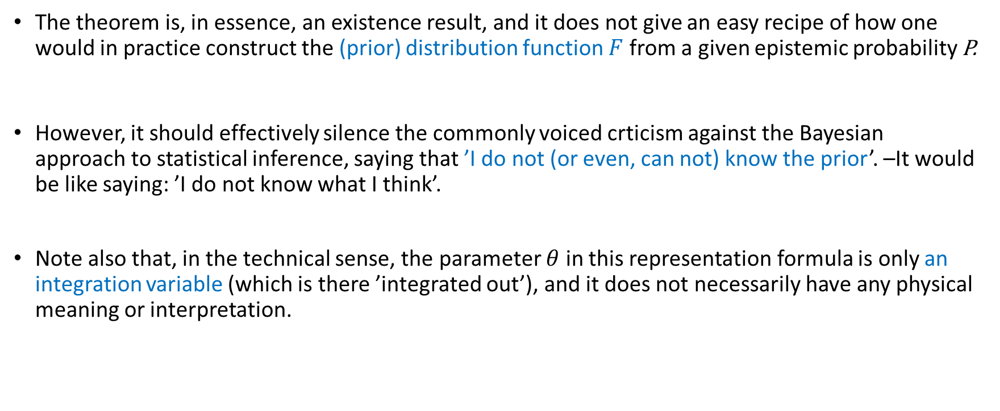 • The theorem is, in essence, an existence result, and it does not give an easy recipe of how one
would in practice construct the (prior) distribution function F from a given epistemic probability P.
• However, it should effectively silence the commonly voiced crticism against the Bayesian
approach to statistical inference, saying that ’I do not (or even, can not) know the prior’. –It would
be like saying: ’I do not know what I think’.
• Note also that, in the technical sense, the parameter θ in this representation formula is only an
integration variable (which is there ’integrated out’), and it does not necessarily have any physical
meaning or interpretation.